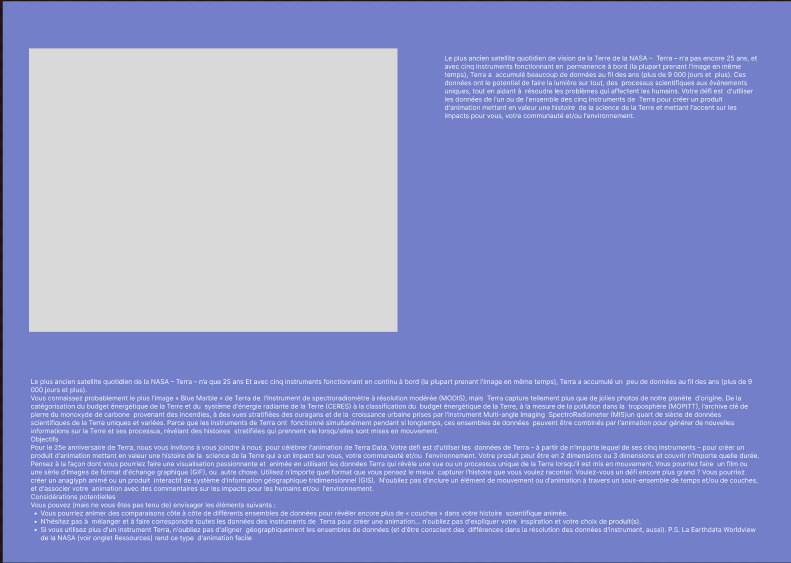 Le plus ancien satellite quotidien de vision de la Terre de la NASA – Terra – n'a pas encore 25 ans, et
avec cinq instruments fonctionnant en permanence à bord (la plupart prenant l'image en même
temps), Terra a accumulé beaucoup de données au fil des ans (plus de 9 000 jours et plus). Ces
données ont le potentiel de faire la lumière sur tout, des processus scientifiques aux événements
uniques, tout en aidant à résoudre les problèmes qui affectent les humains. Votre défi est d'utiliser
les données de l'un ou de l'ensemble des cinq instruments de Terra pour créer un produit
d'animation mettant en valeur une histoire de la science de la Terre et mettant l'accent sur les
impacts pour vous, votre communauté et/ou l'environnement.
Le plus ancien satellite quotidien de la NASA – Terra – n'a que 25 ans Et avec cinq instruments fonctionnant en continu à bord (la plupart prenant l'image en même temps), Terra a accumulé un peu de données au fil des ans (plus de 9
000 jours et plus).
Vous connaissez probablement le plus l'image « Blue Marble » de Terra de l'instrument de spectroradiomètre à résolution modérée (MODIS), mais Terra capture tellement plus que de jolies photos de notre planète d'origine. De la
catégorisation du budget énergétique de la Terre et du système d'énergie radiante de la Terre (CERES) à la classification du budget énergétique de la Terre, à la mesure de la pollution dans la troposphère (MOPITT), l'archive clé de
pierre du monoxyde de carbone provenant des incendies, à des vues stratifiées des ouragans et de la croissance urbaine prises par l'instrument Multi-angle Imaging SpectroRadiometer (MIS)un quart de siècle de données
scientifiques de la Terre uniques et variées. Parce que les instruments de Terra ont fonctionné simultanément pendant si longtemps, ces ensembles de données peuvent être combinés par l'animation pour générer de nouvelles
informations sur la Terre et ses processus, révélant des histoires stratifiées qui prennent vie lorsqu'elles sont mises en mouvement.
Objectifs
Pour le 25e anniversaire de Terra, nous vous invitons à vous joindre à nous pour célébrer l'animation de Terra Data. Votre défi est d'utiliser les données de Terra – à partir de n'importe lequel de ses cinq instruments – pour créer un
produit d'animation mettant en valeur une histoire de la science de la Terre qui a un impart sur vous, votre communauté et/ou l'environnement. Votre produit peut être en 2 dimensions ou 3 dimensions et couvrir n'importe quelle durée.
Pensez à la façon dont vous pourriez faire une visualisation passionnante et animée en utilisant les données Terra qui révèle une vue ou un processus unique de la Terre lorsqu'il est mis en mouvement. Vous pourriez faire un film ou
une série d'images de format d'échange graphique (GIF), ou autre chose. Utilisez n'importe quel format que vous pensez le mieux capturer l'histoire que vous vouiez raconter. Voulez-vous un défi encore plus grand ? Vous pourriez
créer un anaglyph animé ou un produit interactif de système d'information géographique tridimensionnel (GIS). N'oubliez pas d'inclure un élément de mouvement ou d'animation à travers un sous-ensemble de temps et/ou de couches,
et d'associer votre animation avec des commentaires sur les impacts pour les humains et/ou l'environnement.
Considérations potentielles
Vous pouvez (mais ne vous êtes pas tenu de) envisager les éléments suivants :
• Vous pourriez animer des comparaisons côte à côte de différents ensembles de données pour révéler encore plus de « couches » dans votre histoire scientifique animée.
• N'hésitez pas à mélanger et à faire correspondre toutes les données des instruments de Terra pour créer une animation... n'oubliez pas d'expliquer votre inspiration et votre choix de produit(s).
• Si vous utilisez plus d'un instrument Terra, n'oubliez pas d'aligner géographiquement les ensembles de données (et d'être conscient des différences dans la résolution des données d'instrument, aussi). P.S. La Earthdata Worldview
de la NASA (voir onglet Ressources) rend ce type d'animation facile